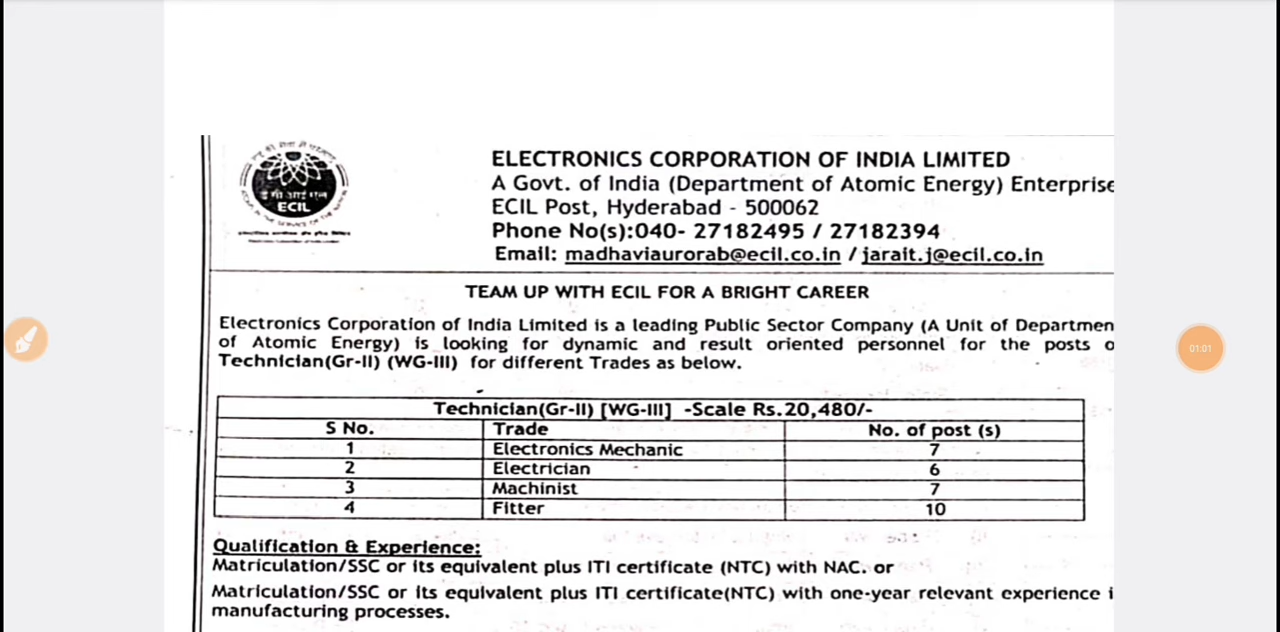 ECIL
ELECTRONICS CORPORATION OF INDIA LIMITED
A Govt. of India (Department of Atomic Energy) Enterprise
ECIL Post, Hyderabad - 500062
Phone No(s):040- 27182495 / 27182394
Email: madhaviaurorab@ecil.co.in / jarait.j@ecil.co.in
TEAM UP WITH ECIL FOR A BRIGHT CAREER
Electronics Corporation of India Limited is a leading Public Sector Company (A Unit of Departmen
of Atomic Energy) is looking for dynamic and result oriented personnel for the posts o
Technician(Gr-II) (WG-III) for different Trades as below.
Technician(Gr-II) [WG-III] -Scale Rs.20,480/-
S No. Trade No. of post (s)
1 Electronics Mechanic 7
2 Electrician 6
3 Machinist 7
4 Fitter 10
Qualification & Experience:
Matriculation/SSC or its equivalent plus ITI certificate (NTC) with NAC. or
Matriculation/SSC or its equivalent plus ITI certificate(NTC) with one-year relevant experience i
manufacturing processes.
01:01